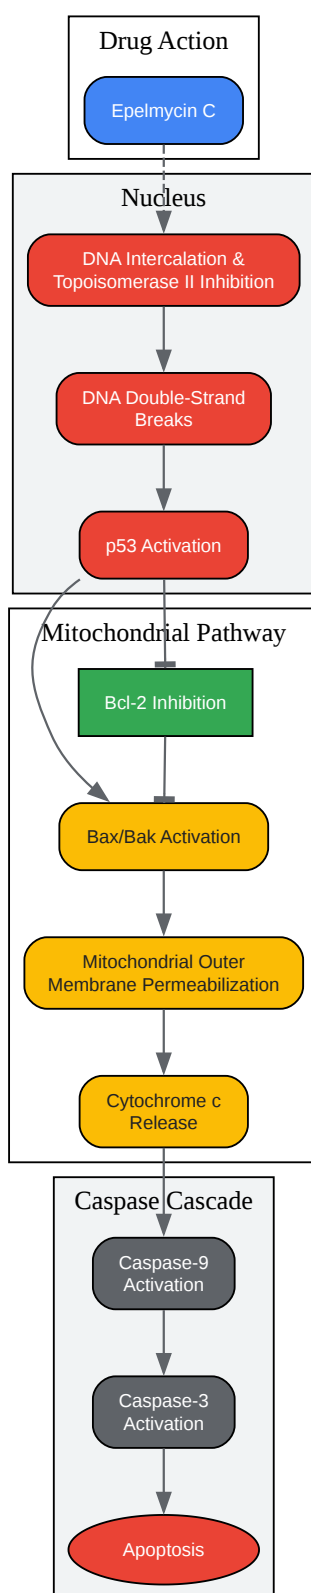 Drug Action
Epelmycin C
Nucleus
DNA Intercalation &
Topoisomerase II Inhibition
DNA Double-Strand
Breaks
p53 Activation
Mitochondrial Pathway
Bcl-2 Inhibition
Bax/Bak Activation
Mitochondrial Outer
Membrane Permeabilization
Cytochrome c
Release
Caspase Cascade
Caspase-9
Activation
Caspase-3
Activation
Apoptosis